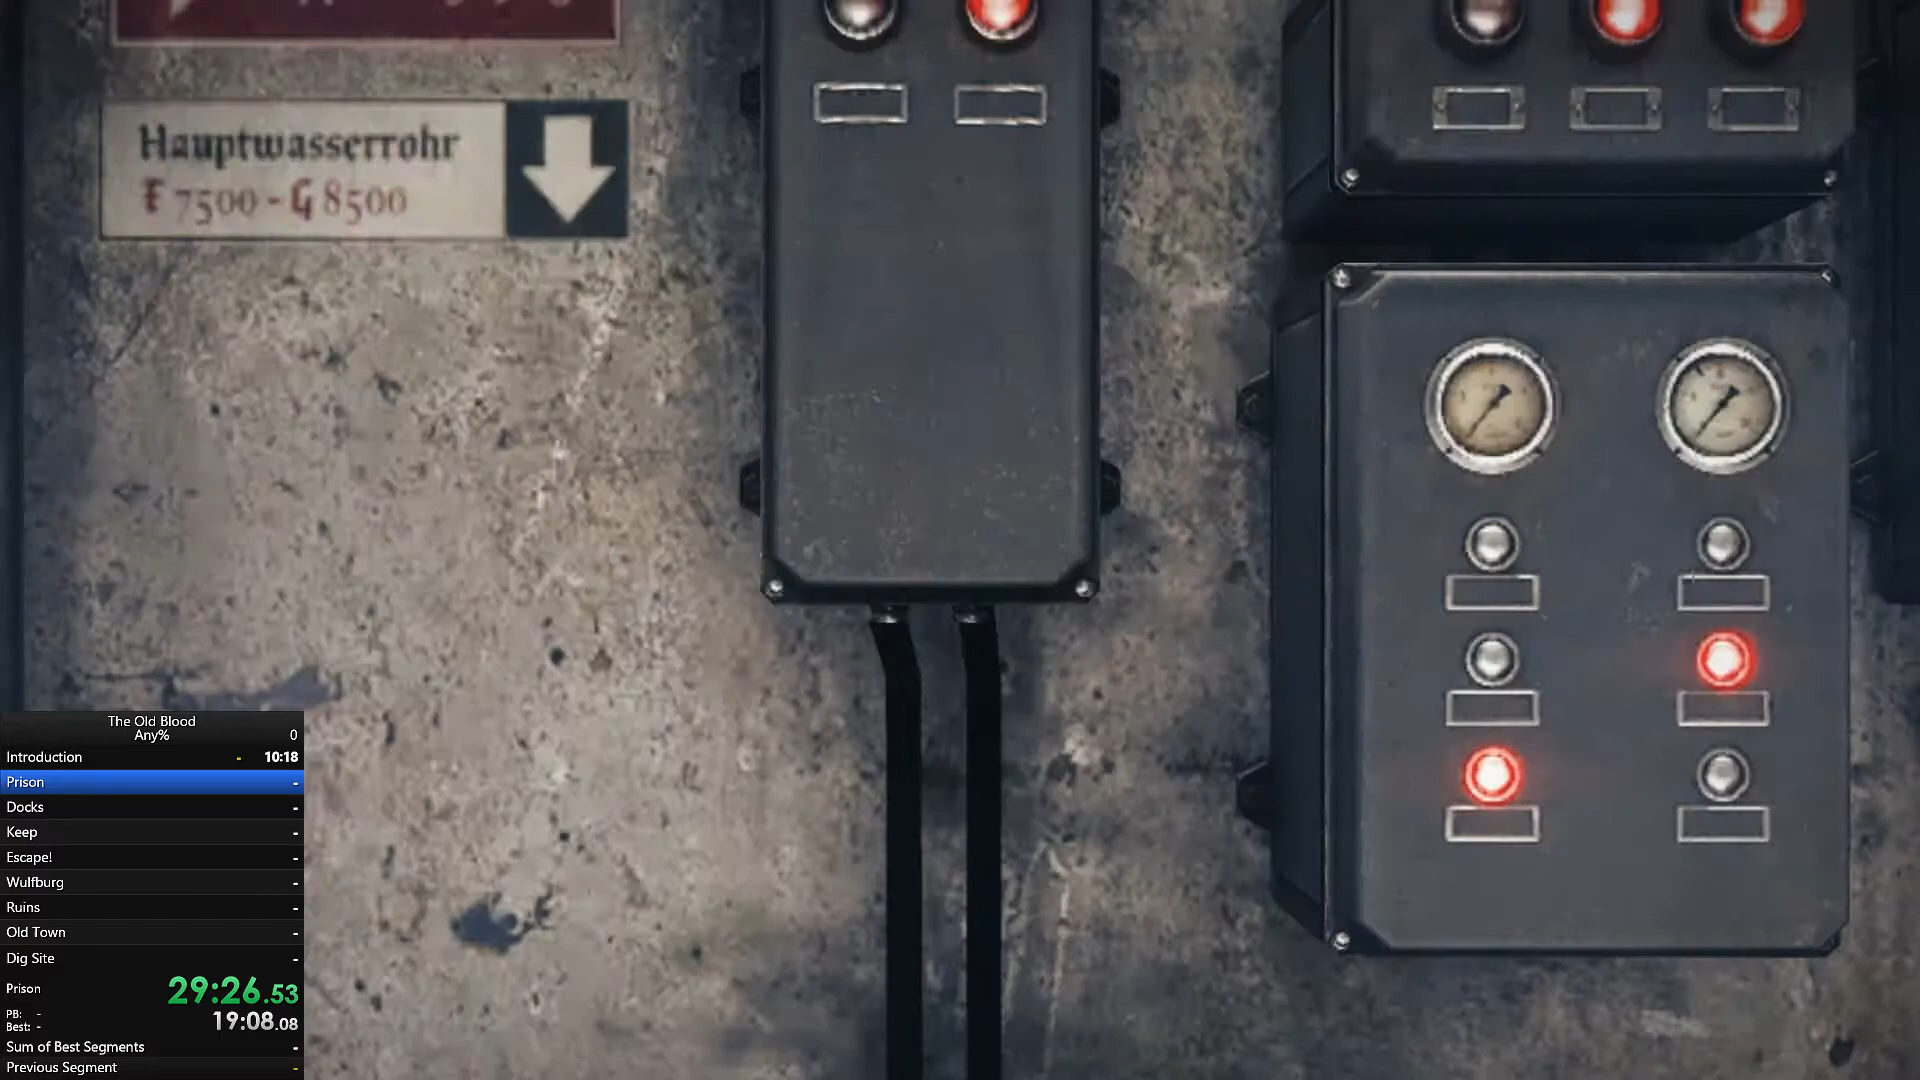 Hauptwasserrohr
F 7500 - G 8500
The Old Blood
Any% 0
Introduction - 10:18
Prison -
Docks -
Keep -
Escape! -
Wulfburg -
Ruins -
Old Town -
Dig Site -
Prison 29:26.53
PB: -
Best: - 19:08.08
Sum of Best Segments -
Previous Segment -